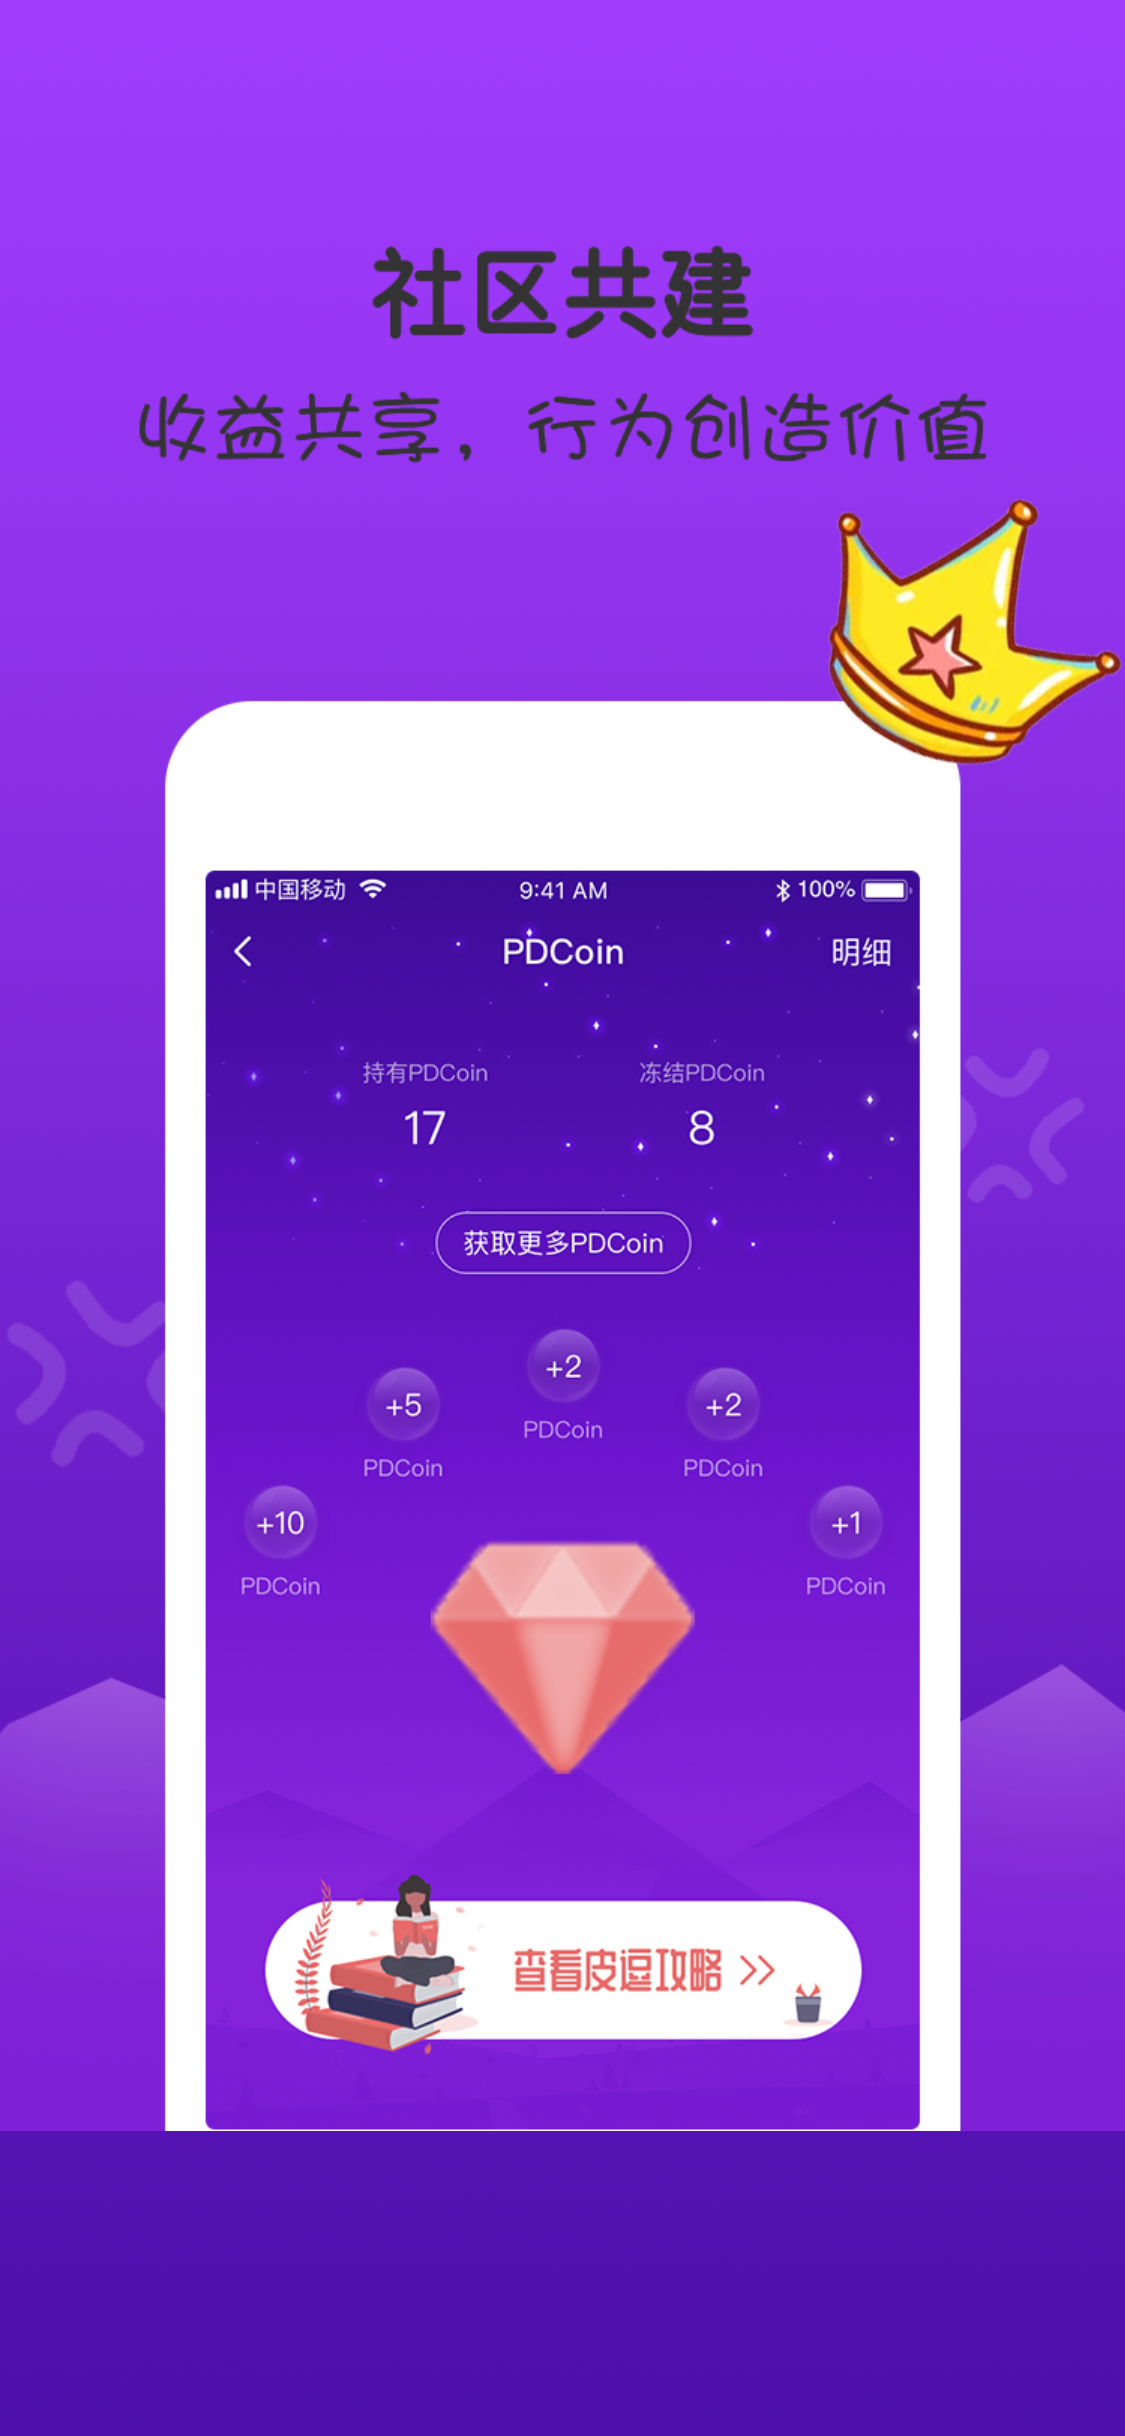 社区共建
收益共享，行为创造价值
中国移动 9:41 AM 100%
PDCoin 明细
持有PDCoin 冻结PDCoin
17 8
获取更多PDCoin
+2
PDCoin
+5 +2
PDCoin PDCoin
+10 +1
PDCoin PDCoin
查看皮逗攻略 >>